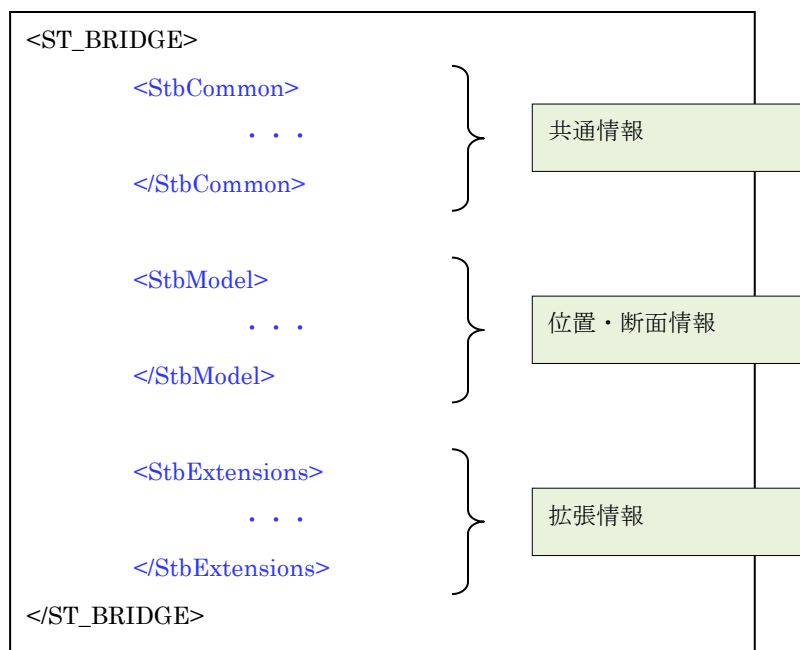 <ST_BRIDGE>
<StbCommon>
・・・
</StbCommon>
共通情報
<StbModel>
・・・
</StbModel>
位置・断面情報
<StbExtensions>
・・・
</StbExtensions>
拡張情報
</ST_BRIDGE>